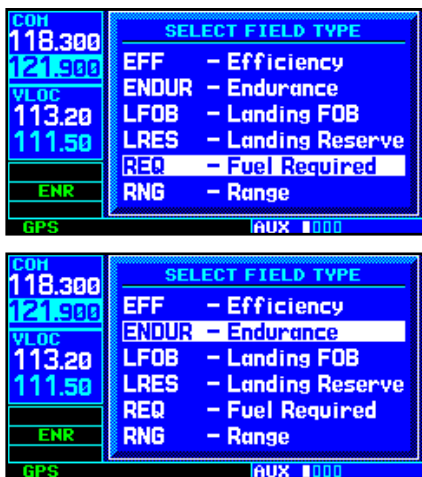 COM
118.300
121.900
VLOC
113.20
111.50
ENR
GPS
SELECT FIELD TYPE
EFF – Efficiency
ENDUR – Endurance
LFOB – Landing FOB
LRES – Landing Reserve
REQ – Fuel Required
RNG – Range
AUX
COM
118.300
121.900
VLOC
113.20
111.50
ENR
GPS
SELECT FIELD TYPE
EFF – Efficiency
ENDUR – Endurance
LFOB – Landing FOB
LRES – Landing Reserve
REQ – Fuel Required
RNG – Range
AUX